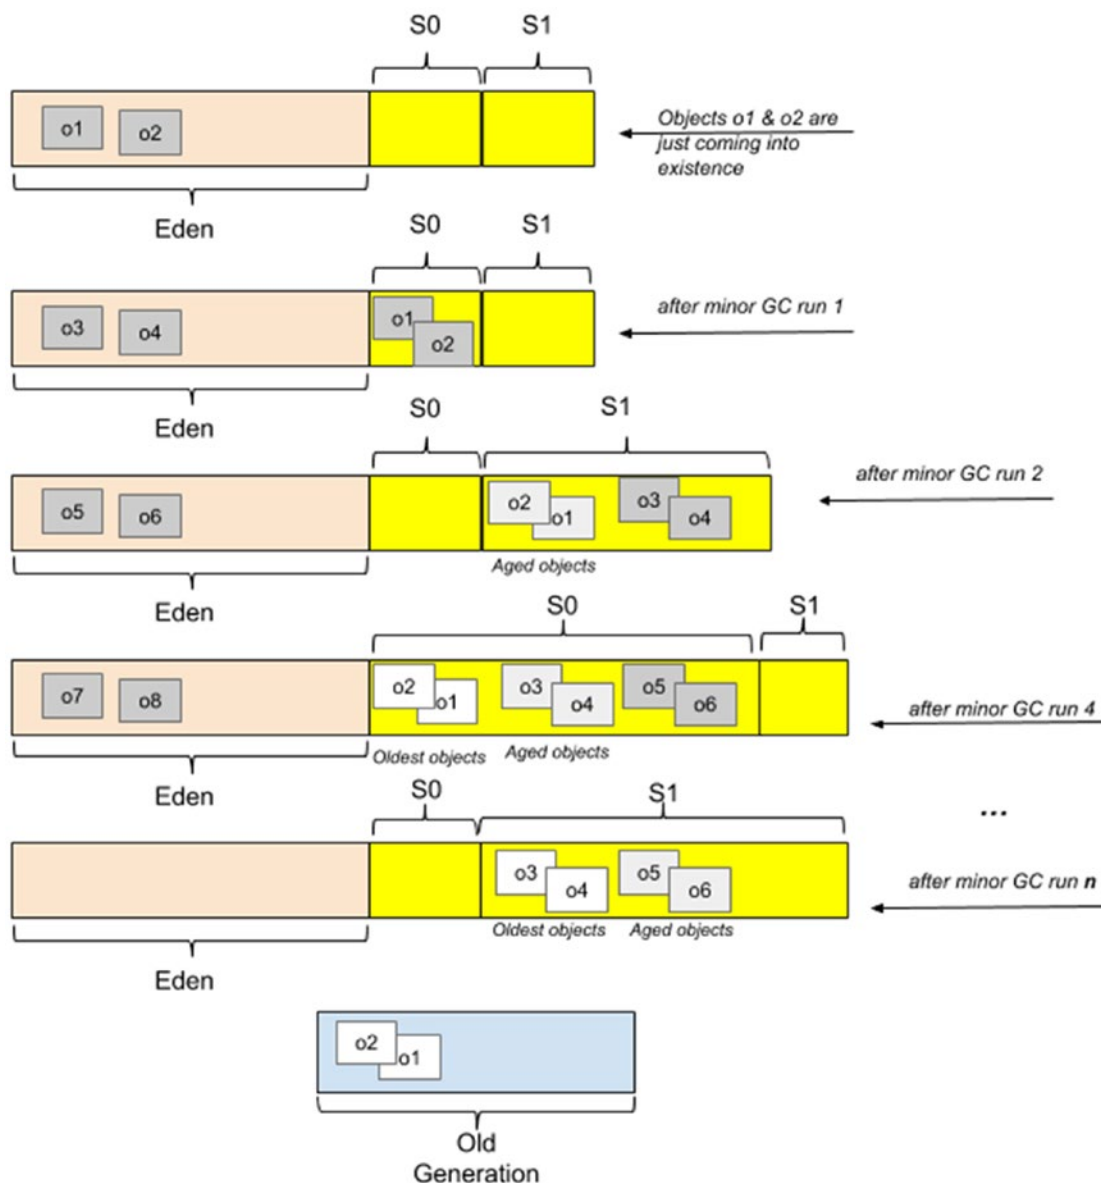 S0 S1
o1 o2
Objects o1 & o2 are
just coming into
existence
Eden
S0 S1
o3 o4 o1 o2
after minor GC run 1
Eden
S0 S1
o5 o6 o2 o1 o3 o4
after minor GC run 2
Aged objects
Eden
S0 S1
o7 o8 o2 o1 o3 o4 o5 o6
after minor GC run 4
Oldest objects Aged objects
Eden
S0 S1
...
o3 o4 o5 o6
after minor GC run n
Oldest objects Aged objects
Eden
o2 o1
Old
Generation